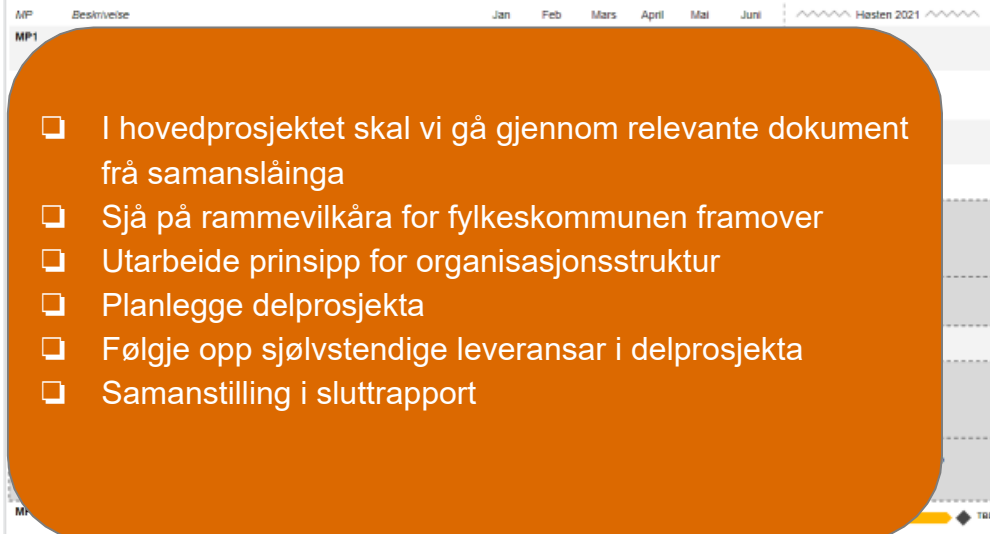 MP Beskrivelse Jan Feb Mars April Mai Juni Høsten 2021
MP1
❑ I hovedprosjektet skal vi gå gjennom relevante dokument
frå samanslåinga
❑ Sjå på rammevilkåra for fylkeskommunen framover
❑ Utarbeide prinsipp for organisasjonsstruktur
❑ Planlegge delprosjekta
❑ Følgje opp sjølvstendige leveransar i delprosjekta
❑ Samanstilling i sluttrapport